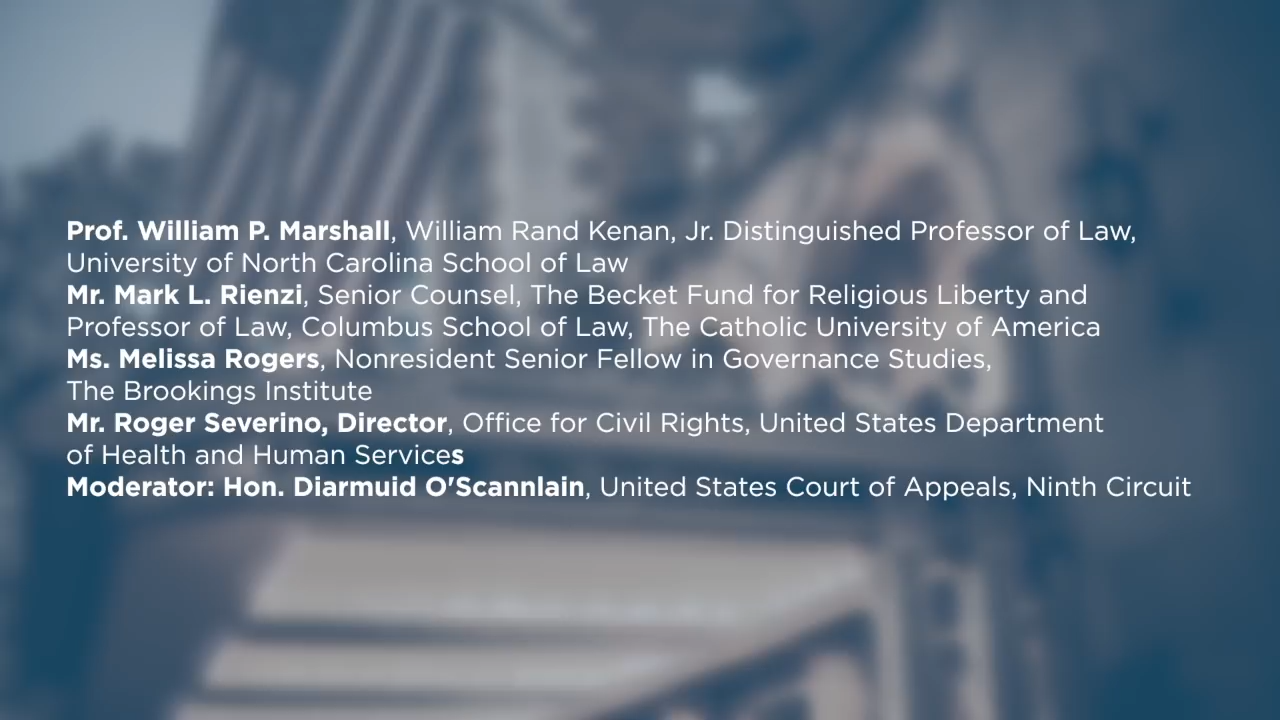 Prof. William P. Marshall, William Rand Kenan, Jr. Distinguished Professor of Law,
University of North Carolina School of Law
Mr. Mark L. Rienzi, Senior Counsel, The Becket Fund for Religious Liberty and
Professor of Law, Columbus School of Law, The Catholic University of America
Ms. Melissa Rogers, Nonresident Senior Fellow in Governance Studies,
The Brookings Institute
Mr. Roger Severino, Director, Office for Civil Rights, United States Department
of Health and Human Services
Moderator: Hon. Diarmuid O'Scannlain, United States Court of Appeals, Ninth Circuit